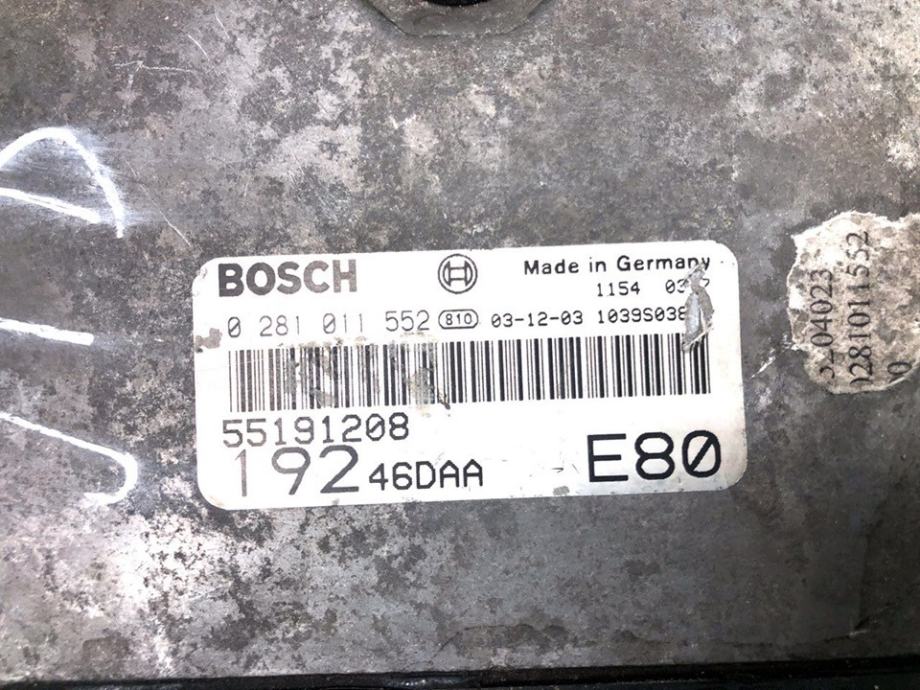 BOSCH
Made in Germany
1154
0 281 011 552 810 03-12-03 1039S038
55191208
192 46DAA E80
0281011552